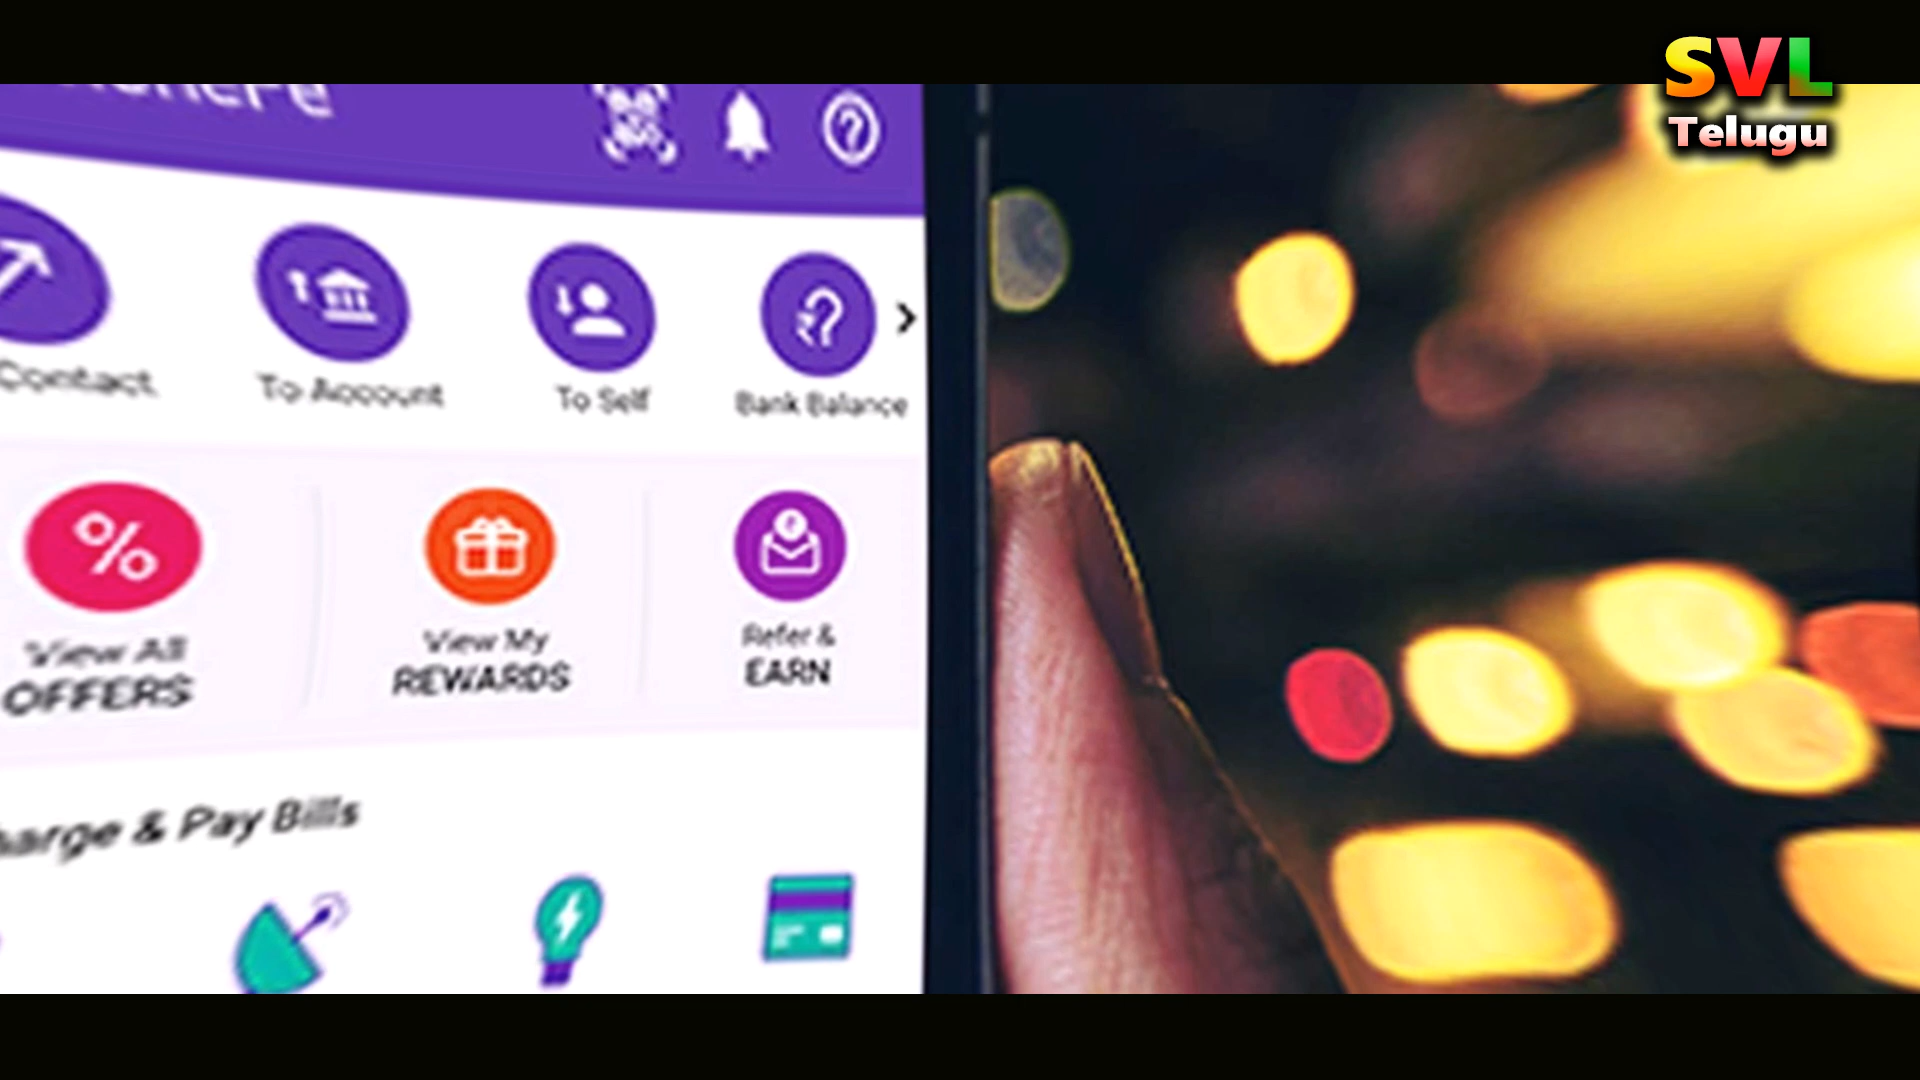 SVL
Telugu
Contact
To Account
To Self
Bank Balance
View All
OFFERS
View My
REWARDS
Refer &
EARN
& Pay Bills